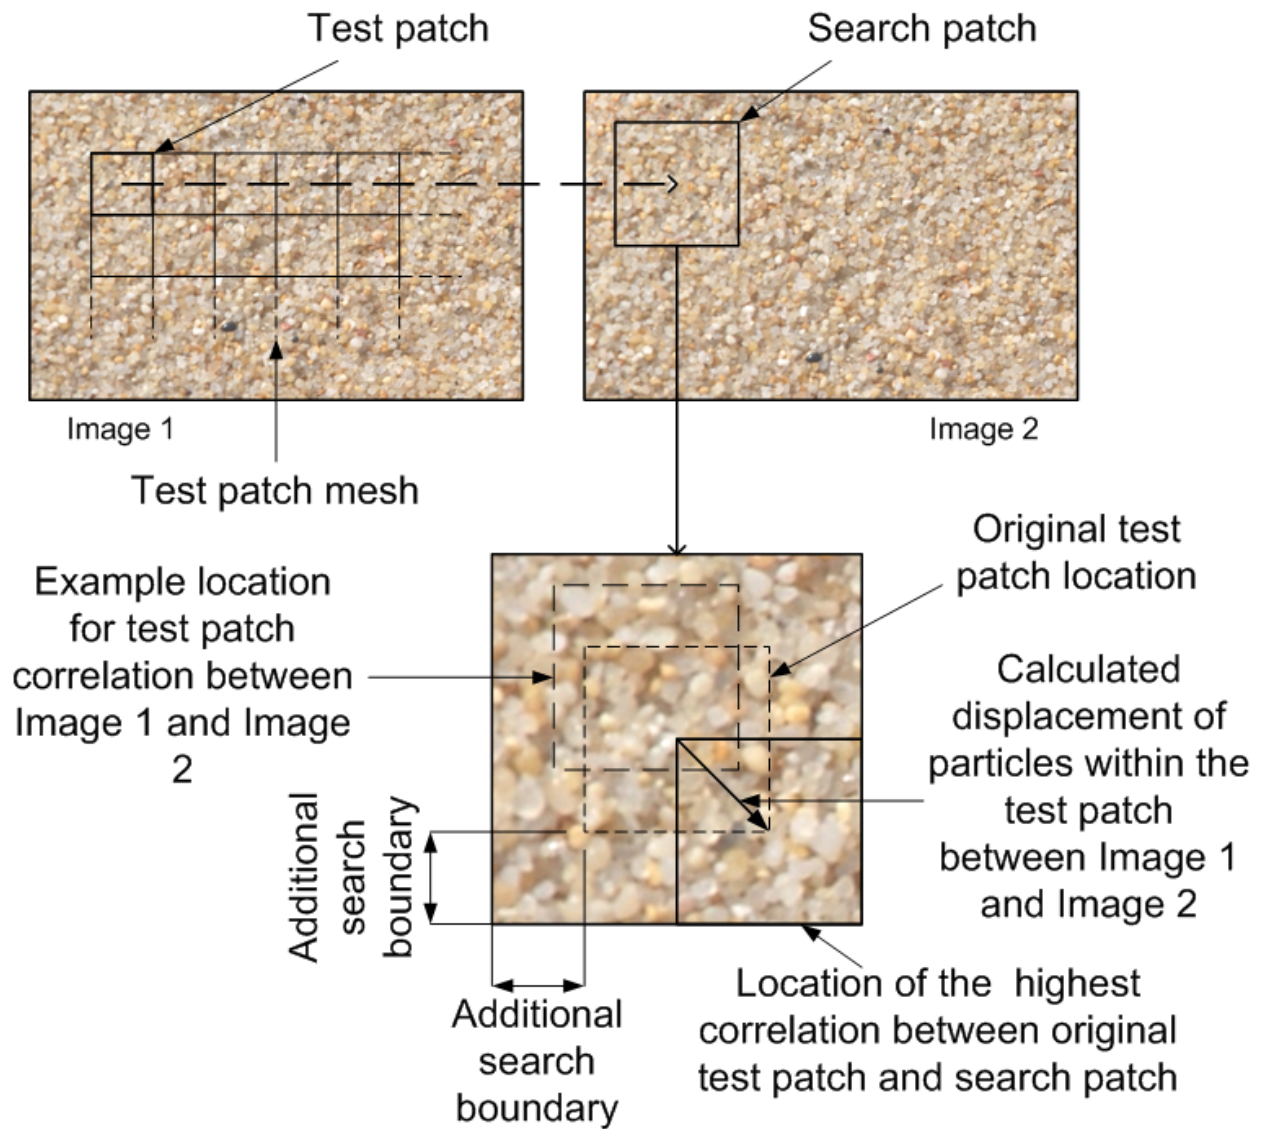 Test patch
Search patch
Image 1
Image 2
Test patch mesh
Original test
patch location
Example location
for test patch
correlation between
Image 1 and Image
2
Calculated
displacement of
particles within the
test patch
between Image 1
and Image 2
Additional
search
boundary
Additional
search
boundary
Location of the highest
correlation between original
test patch and search patch